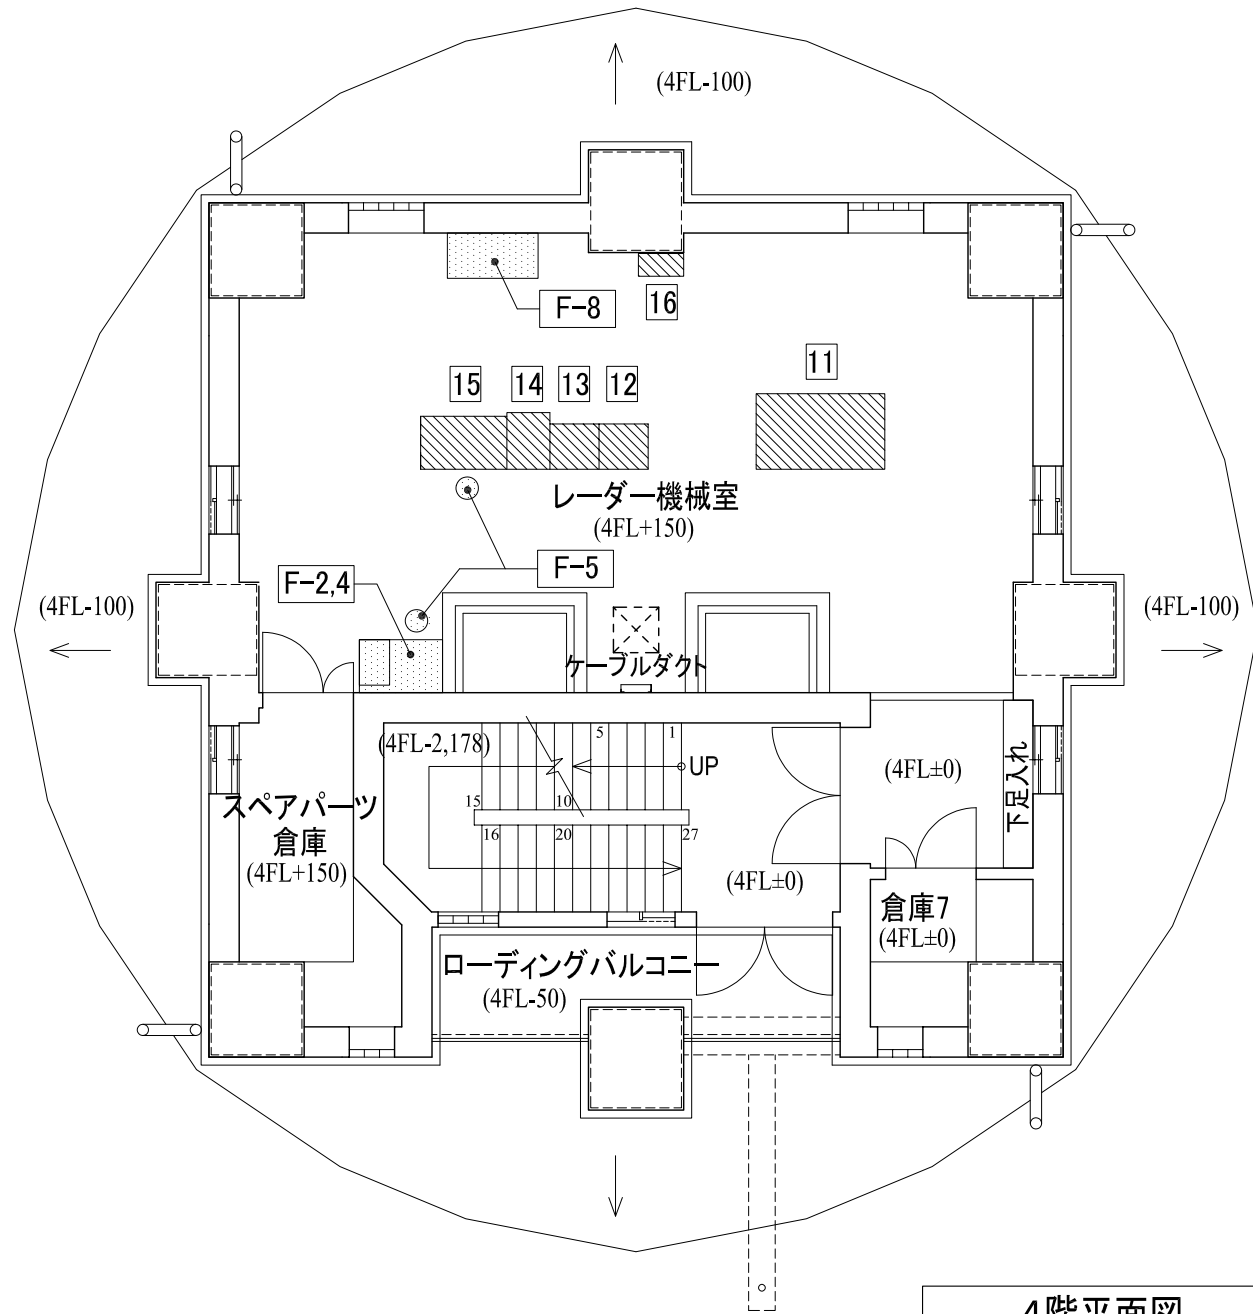 (4FL-100)
F-8
16
11
15
14
13
12
レーダー機械室
(4FL+150)
F-5
F-2,4
(4FL-100)
(4FL-100)
ケーブルダクト
(4FL-2,178)
5
1
UP
(4FL±0)
下足入れ
スペアパーツ
倉庫
(4FL+150)
15
10
16
20
27
(4FL±0)
倉庫7
(4FL±0)
ローディングバルコニー
(4FL-50)
4階平面図